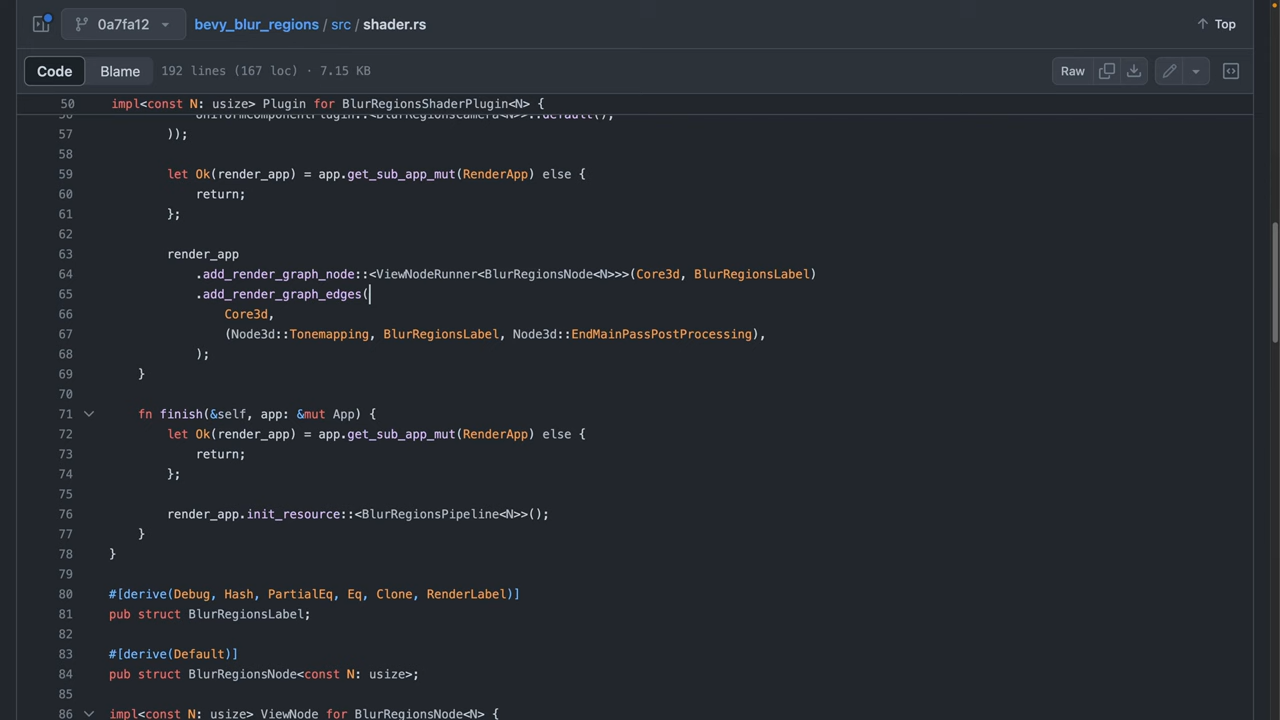 0a7fa12
bevy_blur_regions / src / shader.rs
Top
Code Blame 192 lines (167 loc) · 7.15 KB
Raw
50 impl<const N: usize> Plugin for BlurRegionsShaderPlugin<N> {
56 UniformComponentPlugin::<BlurRegionsCamera<N>>::default(),
57 ));
58
59 let Ok(render_app) = app.get_sub_app_mut(RenderApp) else {
60 return;
61 };
62
63 render_app
64 .add_render_graph_node::<ViewNodeRunner<BlurRegionsNode<N>>>(Core3d, BlurRegionsLabel)
65 .add_render_graph_edges(
66 Core3d,
67 (Node3d::Tonemapping, BlurRegionsLabel, Node3d::EndMainPassPostProcessing),
68 );
69 }
70
71 fn finish(&self, app: &mut App) {
72 let Ok(render_app) = app.get_sub_app_mut(RenderApp) else {
73 return;
74 };
75
76 render_app.init_resource::<BlurRegionsPipeline<N>>();
77 }
78 }
79
80 #[derive(Debug, Hash, PartialEq, Eq, Clone, RenderLabel)]
81 pub struct BlurRegionsLabel;
82
83 #[derive(Default)]
84 pub struct BlurRegionsNode<const N: usize>;
85
86 impl<const N: usize> ViewNode for BlurRegionsNode<N> {